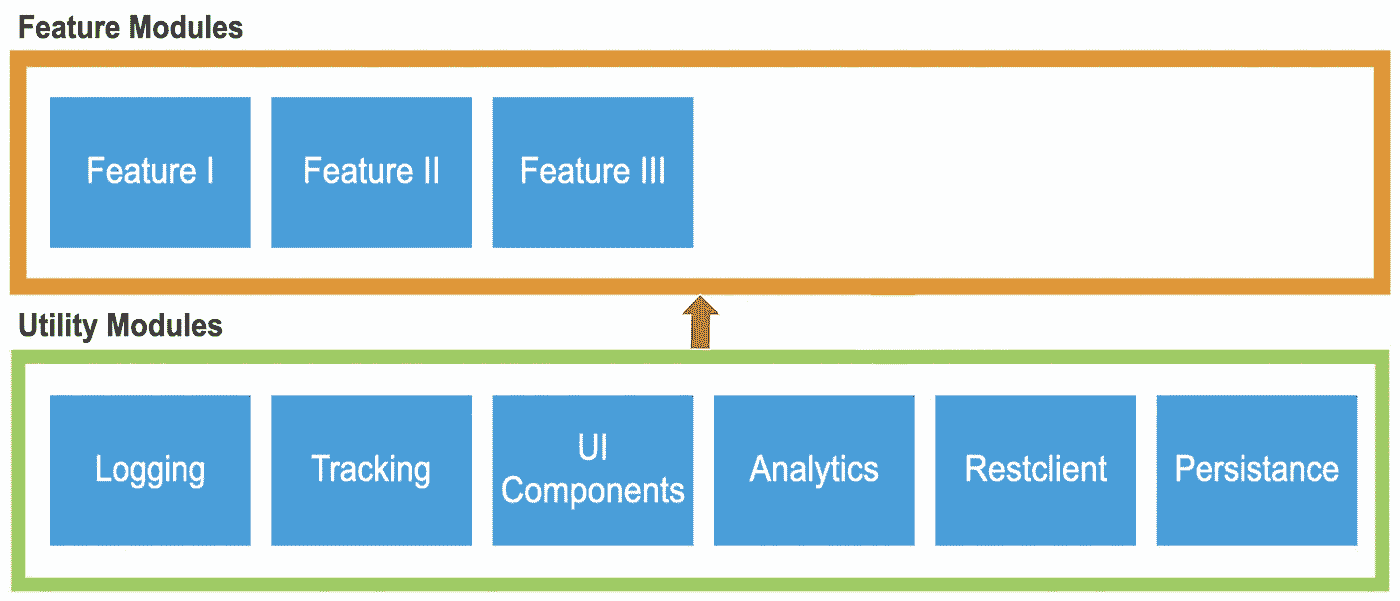 Feature Modules
Feature I
Feature II
Feature III
Utility Modules
Logging
Tracking
UI
Components
Analytics
Restclient
Persistance